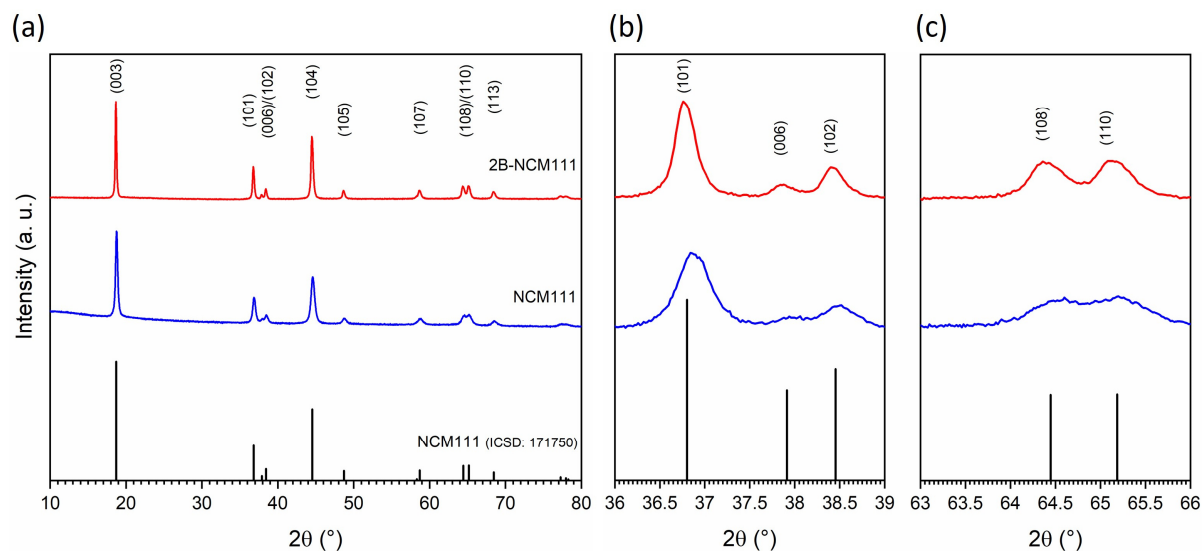 (a)
(003)
(101)
(006)/(102)
(104)
(105)
(107)
(108)/(110)
(113)
2B-NCM111
NCM111
NCM111 (ICSD: 171750)
Intensity (a. u.)
10 20 30 40 50 60 70 80
2θ (°)
(b)
(101)
(006)
(102)
36 36.5 37 37.5 38 38.5 39
2θ (°)
(c)
(108)
(110)
63 63.5 64 64.5 65 65.5 66
2θ (°)